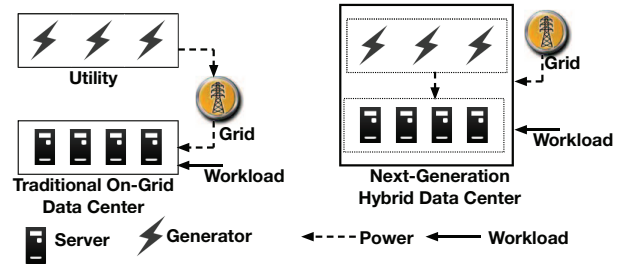 Utility
Grid
Traditional On-Grid
Data Center
Workload
Grid
Workload
Next-Generation
Hybrid Data Center
Server
Generator
Power
Workload